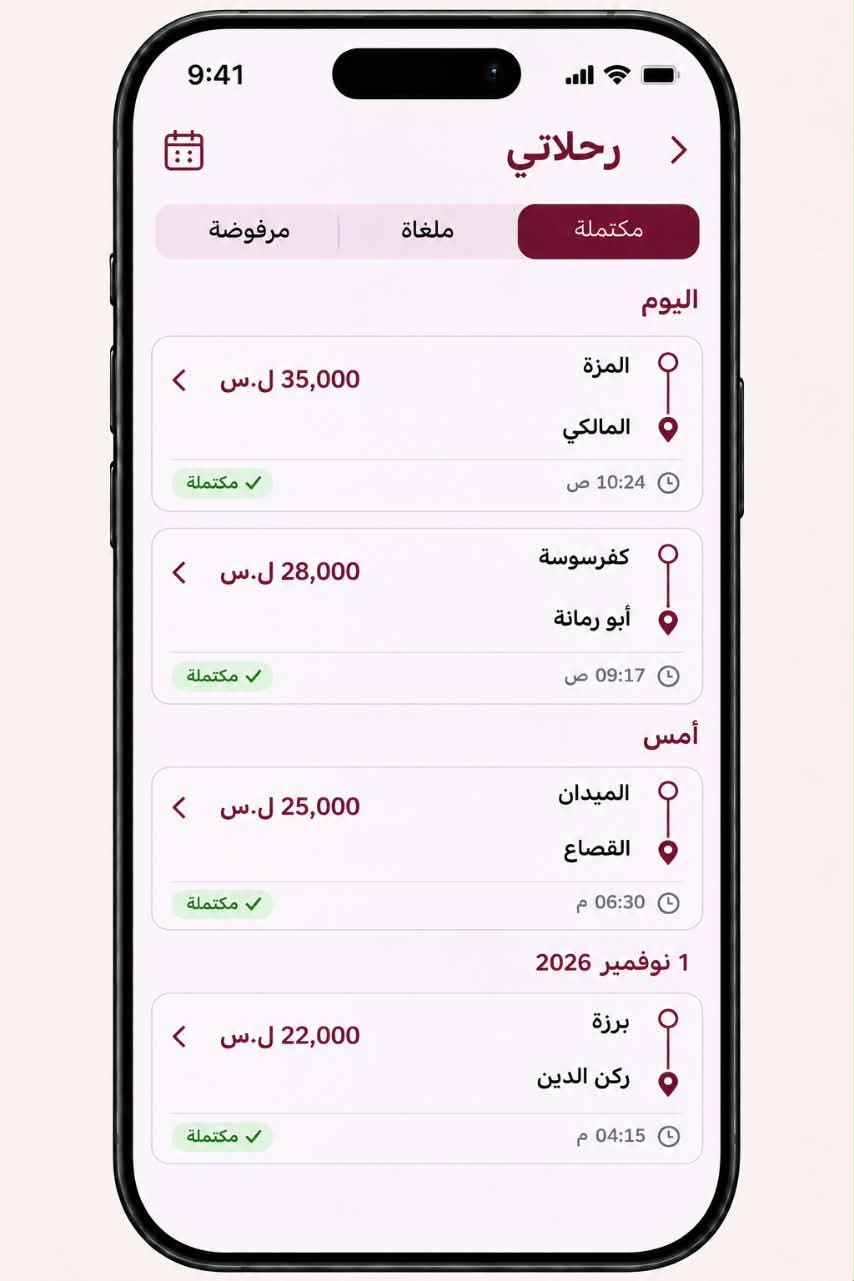 9:41
رحلاتي
مكتملة
ملغاة
مرفوضة
اليوم
المزة
35,000 ل.س
المالكي
10:24 ص
مكتملة
كفرسوسة
28,000 ل.س
أبو رمانة
09:17 ص
مكتملة
أمس
الميدان
25,000 ل.س
القصاع
06:30 م
مكتملة
1 نوفمبر 2026
برزة
22,000 ل.س
ركن الدين
04:15 م
مكتملة